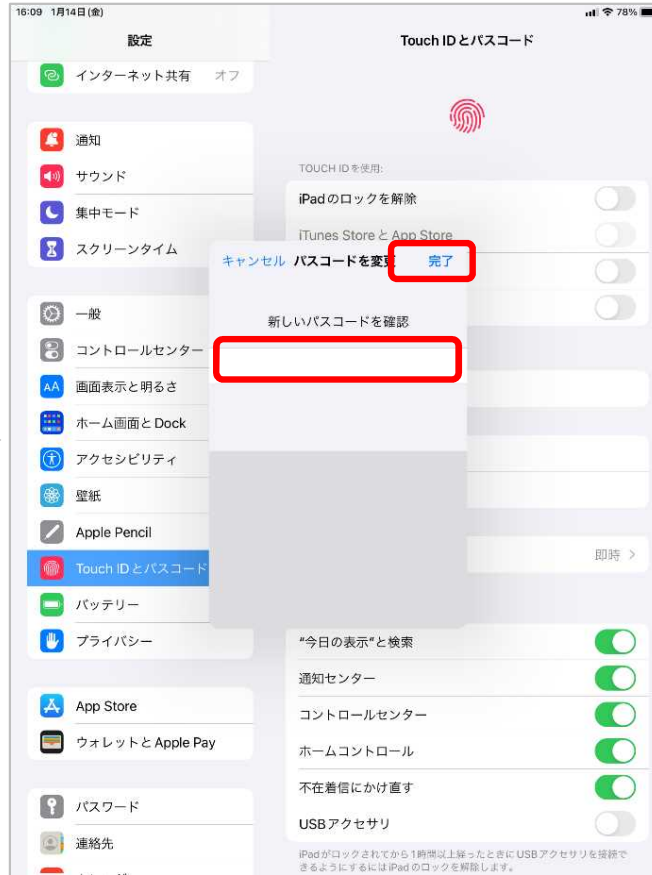 16:09 1月14日(金)
78%
設定
インターネット共有 オフ
通知
サウンド
集中モード
スクリーンタイム
一般
コントロールセンター
AA 画面表示と明るさ
ホーム画面とDock
アクセシビリティ
壁紙
Apple Pencil
Touch IDとパスコード
バッテリー
プライバシー
App Store
ウォレットとApple Pay
パスワード
連絡先
Touch IDとパスコード
TOUCH IDを使用:
iPadのロックを解除
iTunes StoreとApp Store
キャンセル パスコードを変更 完了
新しいパスコードを確認
即時
“今日の表示”と検索
通知センター
コントロールセンター
ホームコントロール
不在着信にかけ直す
USBアクセサリ
iPadがロックされてから1時間以上経ったときにUSBアクセサリを接続で
きるようにするにはiPadのロックを解除します。